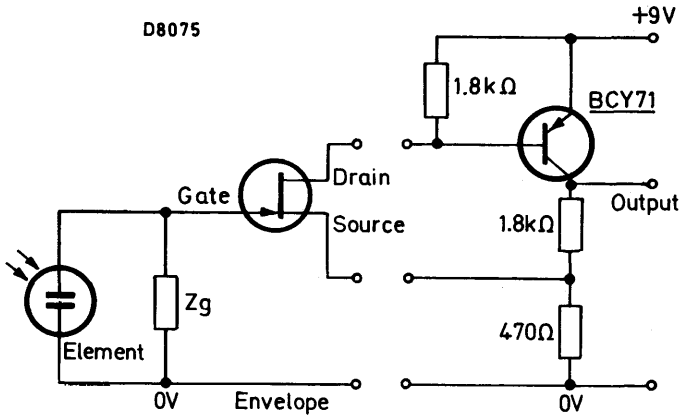 D8075
+9V
1.8kΩ
BCY71
Drain
Gate
Output
Source
1.8kΩ
Zg
470Ω
Element
0V
Envelope
0V